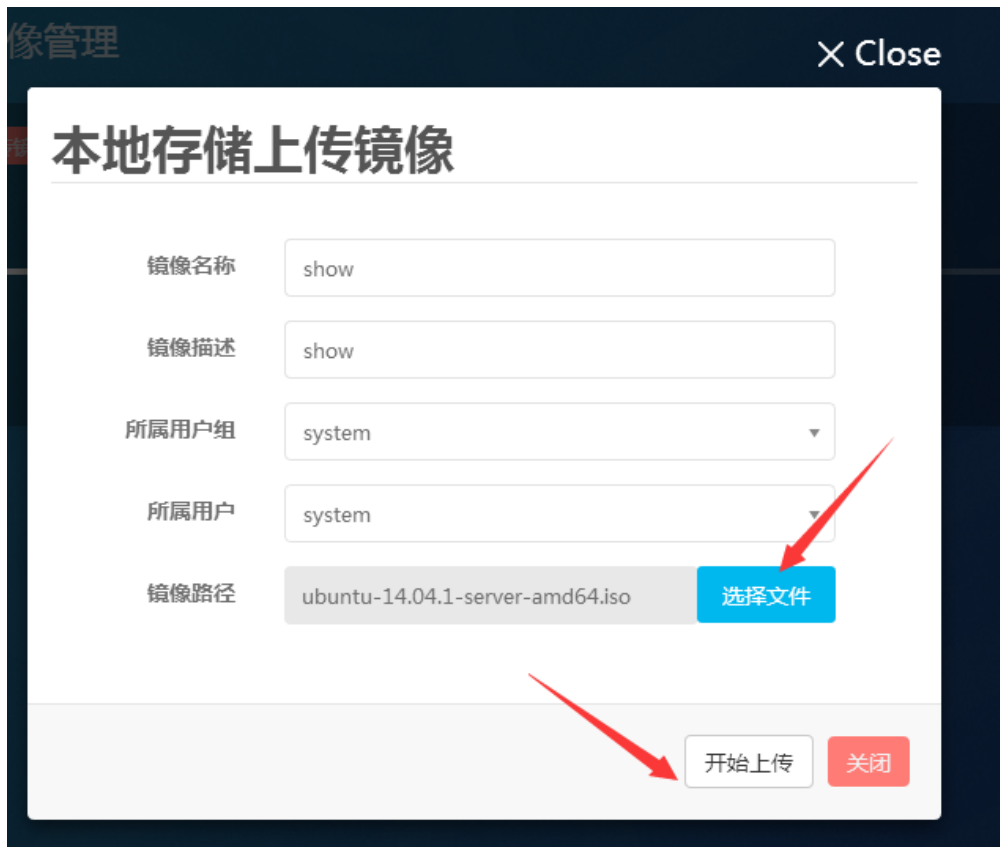 像管理
Close
本地存储上传镜像
镜像名称 show
镜像描述 show
所属用户组 system
所属用户 system
镜像路径 ubuntu-14.04.1-server-amd64.iso 选择文件
开始上传 关闭